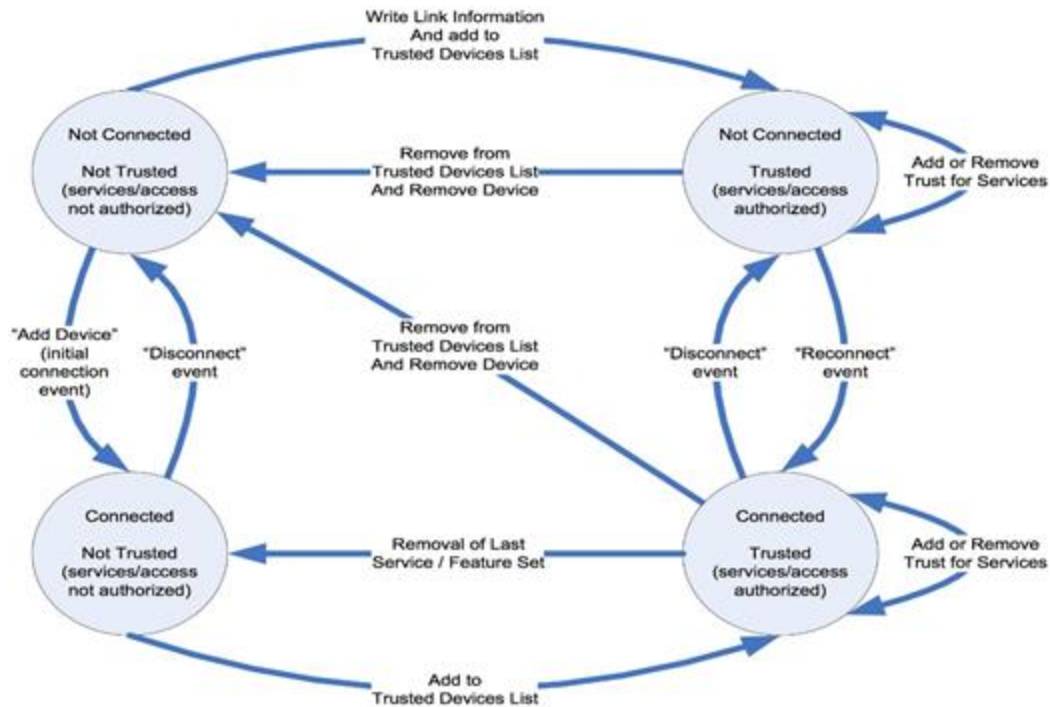 Write Link Information
And add to
Trusted Devices List
Not Connected
Not Trusted
(services/access
not authorized)
Remove from
Trusted Devices List
And Remove Device
Not Connected
Trusted
(services/access
authorized)
Add or Remove
Trust for Services
"Add Device"
(initial
connection
event)
"Disconnect"
event
Remove from
Trusted Devices List
And Remove Device
"Disconnect"
event
"Reconnect"
event
Connected
Not Trusted
(services/access
not authorized)
Removal of Last
Service / Feature Set
Connected
Trusted
(services/access
authorized)
Add or Remove
Trust for Services
Add to
Trusted Devices List